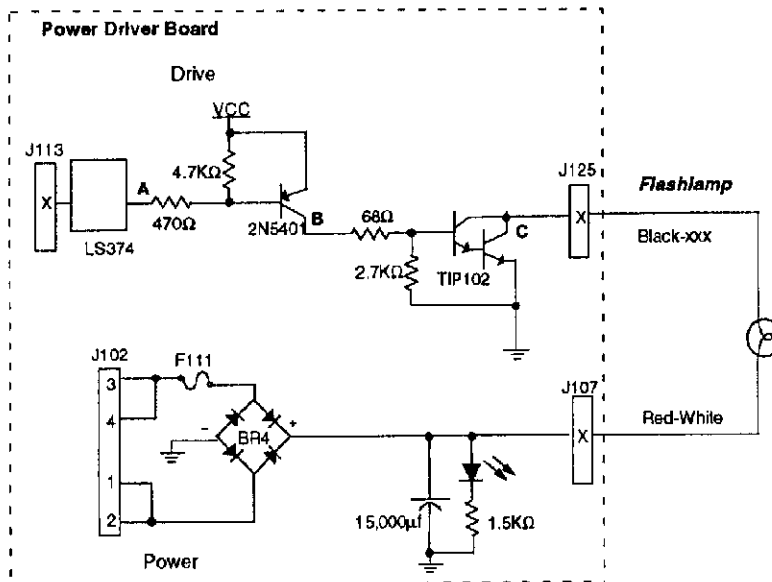 Power Driver Board
Drive
VCC
J113
4.7KΩ
J125
A
B
C
X
X
470Ω
68Ω
2N5401
LS374
2.7KΩ
TIP102
Flashlamp
Black-xxx
J102
F111
3
4
1
2
−
+
BR4
J107
X
Red-White
15,000µf
1.5KΩ
Power